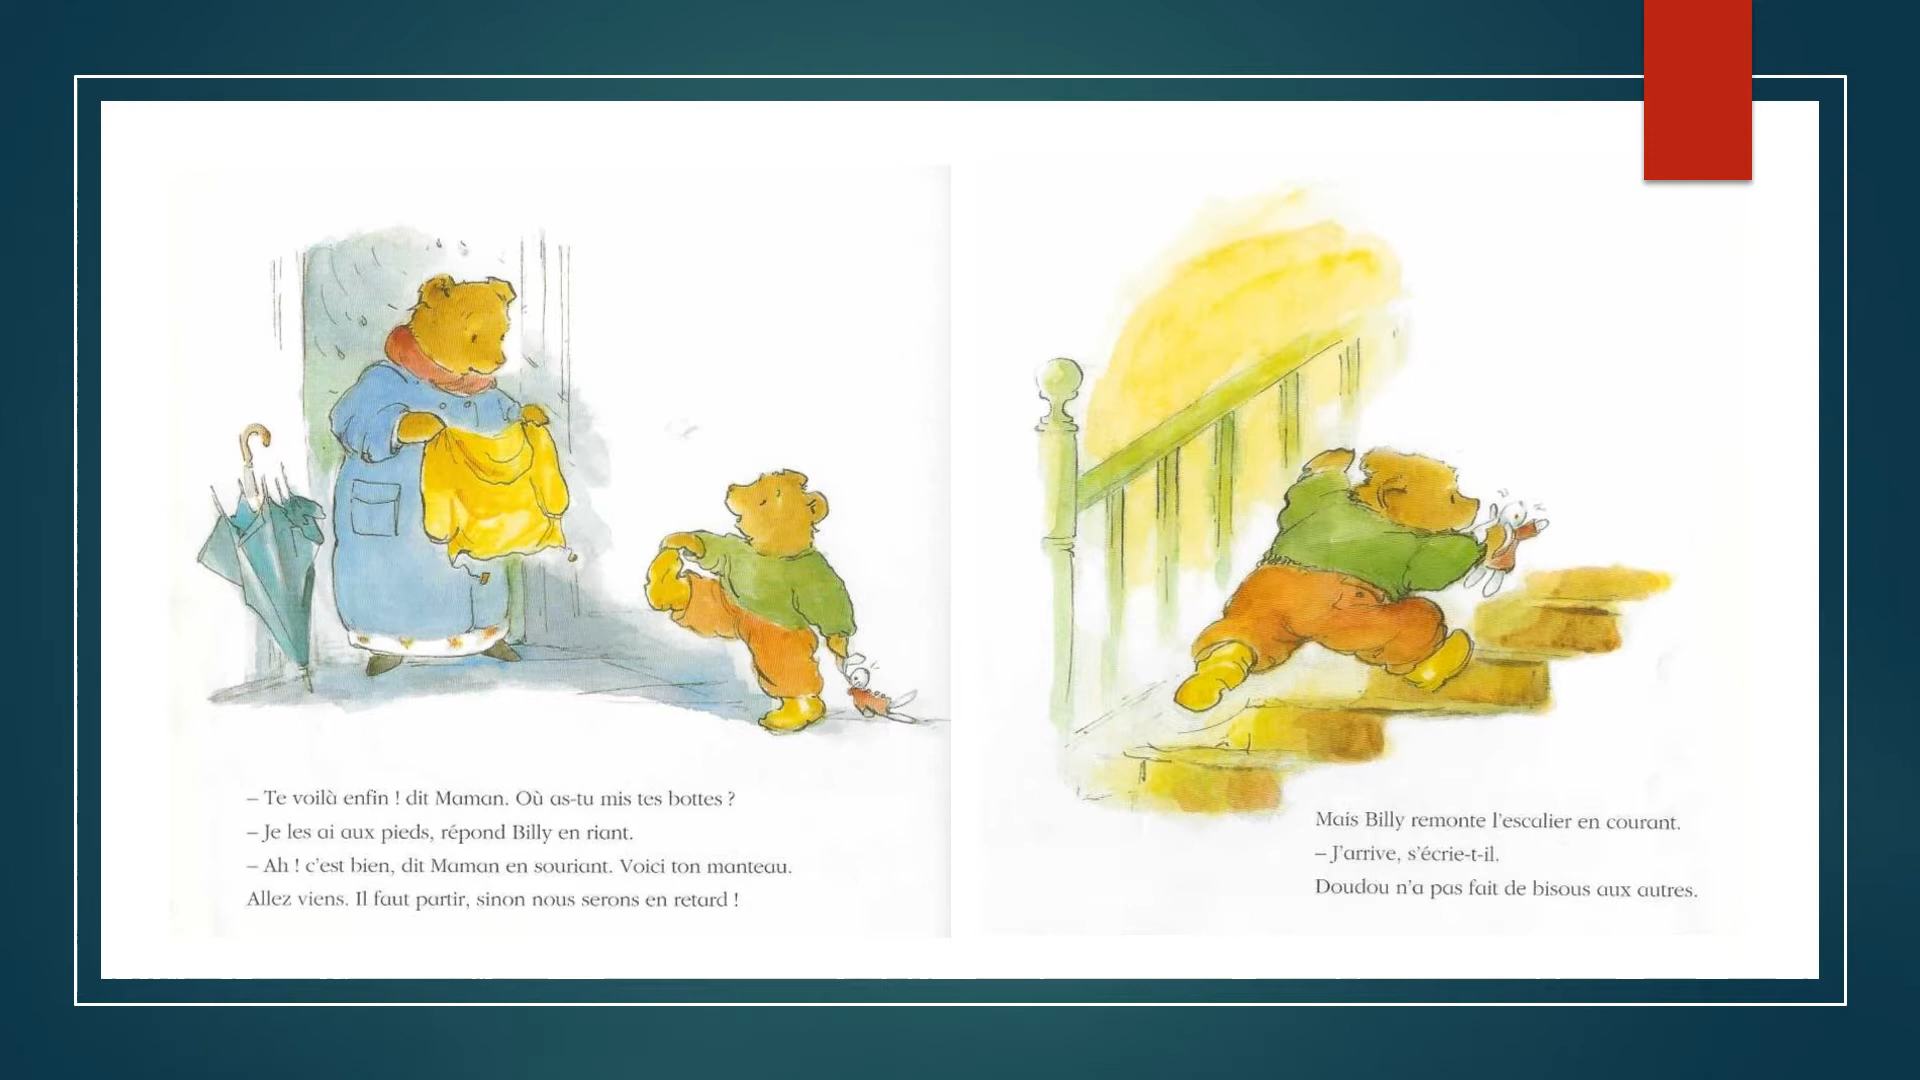 – Te voilà enfin ! dit Maman. Où as-tu mis tes bottes ?
– Je les ai aux pieds, répond Billy en riant.
– Ah ! c'est bien, dit Maman en souriant. Voici ton manteau.
Allez viens. Il faut partir, sinon nous serons en retard !
Mais Billy remonte l'escalier en courant.
– J'arrive, s'écrie-t-il.
Doudou n'a pas fait de bisous aux autres.